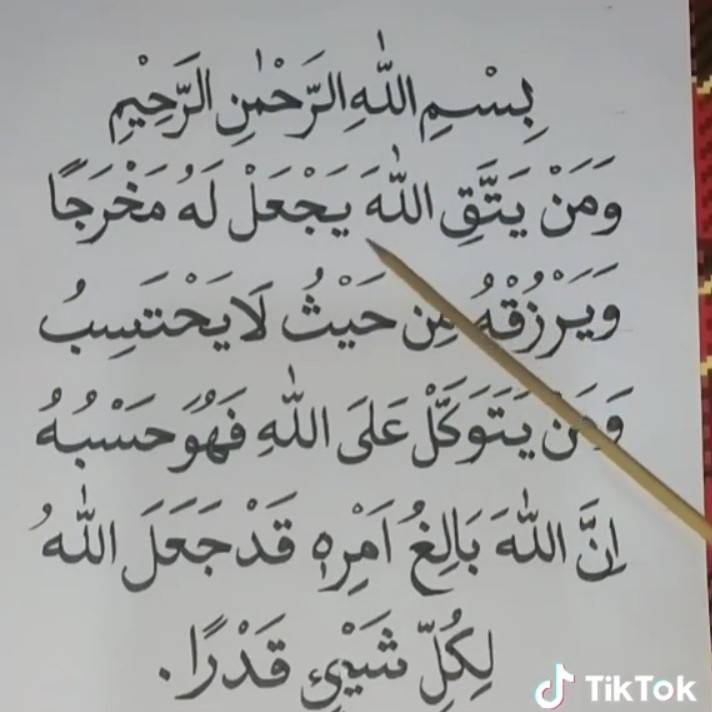 بِسْمِ اللّٰهِ الرَّحْمٰنِ الرَّحِيْمِ
وَمَنْ يَتَّقِ اللّٰهَ يَجْعَلْ لَهُ مَخْرَجًا
وَيَرْزُقْهُ مِن حَيْثُ لَا يَحْتَسِبُ
وَمَنْ يَتَوَكَّلْ عَلَى اللّٰهِ فَهُوَ حَسْبُهُ
اِنَّ اللّٰهَ بَالِغُ اَمْرِهٖ قَدْ جَعَلَ اللّٰهُ
لِكُلِّ شَيْئٍ قَدْرًا.
TikTok